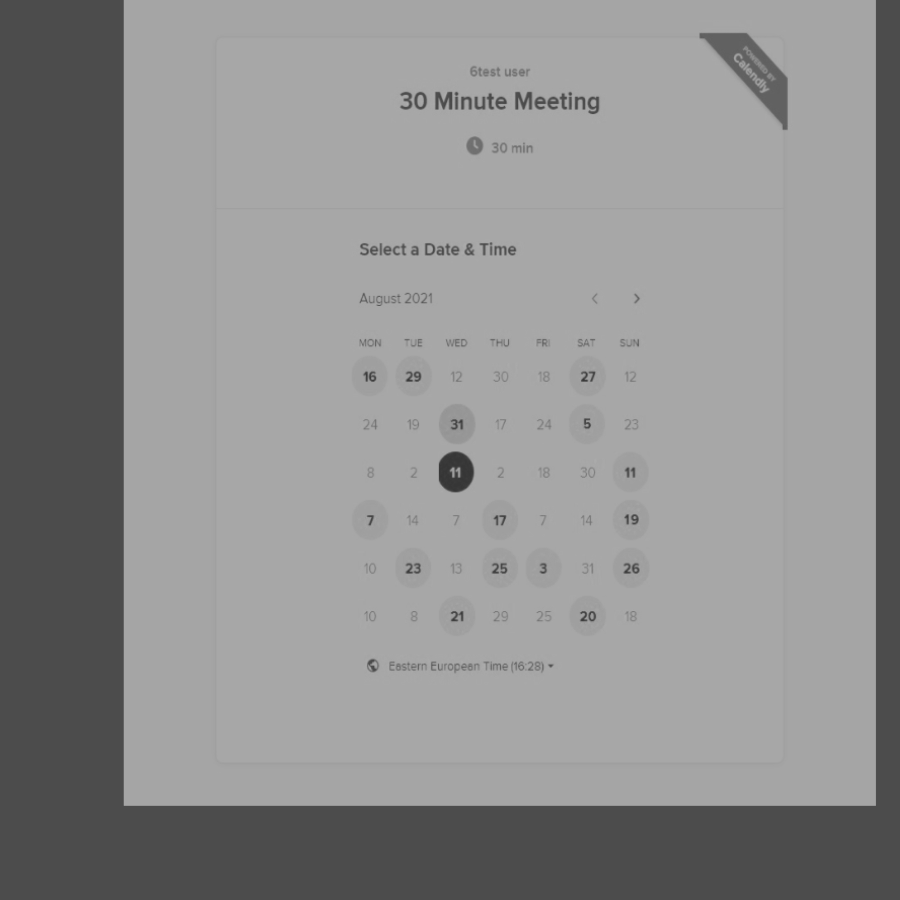 POWERED BY
Calendly
6test user
30 Minute Meeting
30 min
Select a Date & Time
August 2021
MON TUE WED THU FRI SAT SUN
16 29 12 30 18 27 12
24 19 31 17 24 5 23
8 2 11 2 18 30 11
7 14 7 17 7 14 19
10 23 13 25 3 31 26
10 8 21 29 25 20 18
Eastern European Time (16:28)